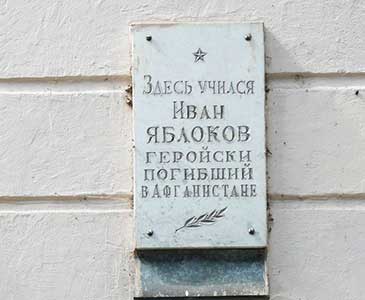 Здесь учился
Иван
Яблоков
геройски
погибший
в Афганистане